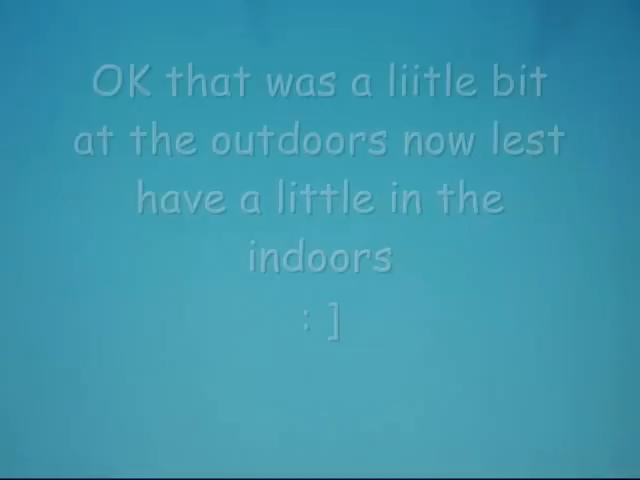 OK that was a liitle bit
at the outdoors now lest
have a little in the
indoors
: ]